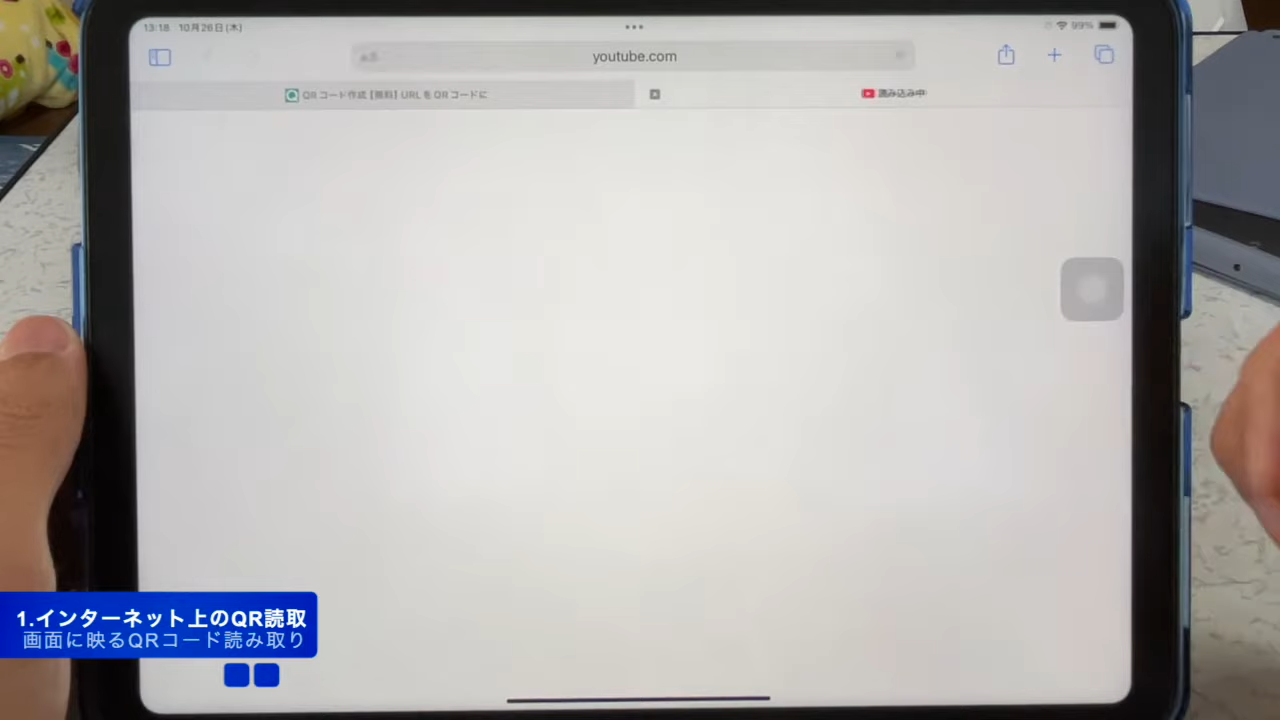 13:18 10月26日(木)
99%
youtube.com
QRコード作成【無料】URLをQRコードに
読み込み中
1.インターネット上のQR読取
画面に映るQRコード読み取り